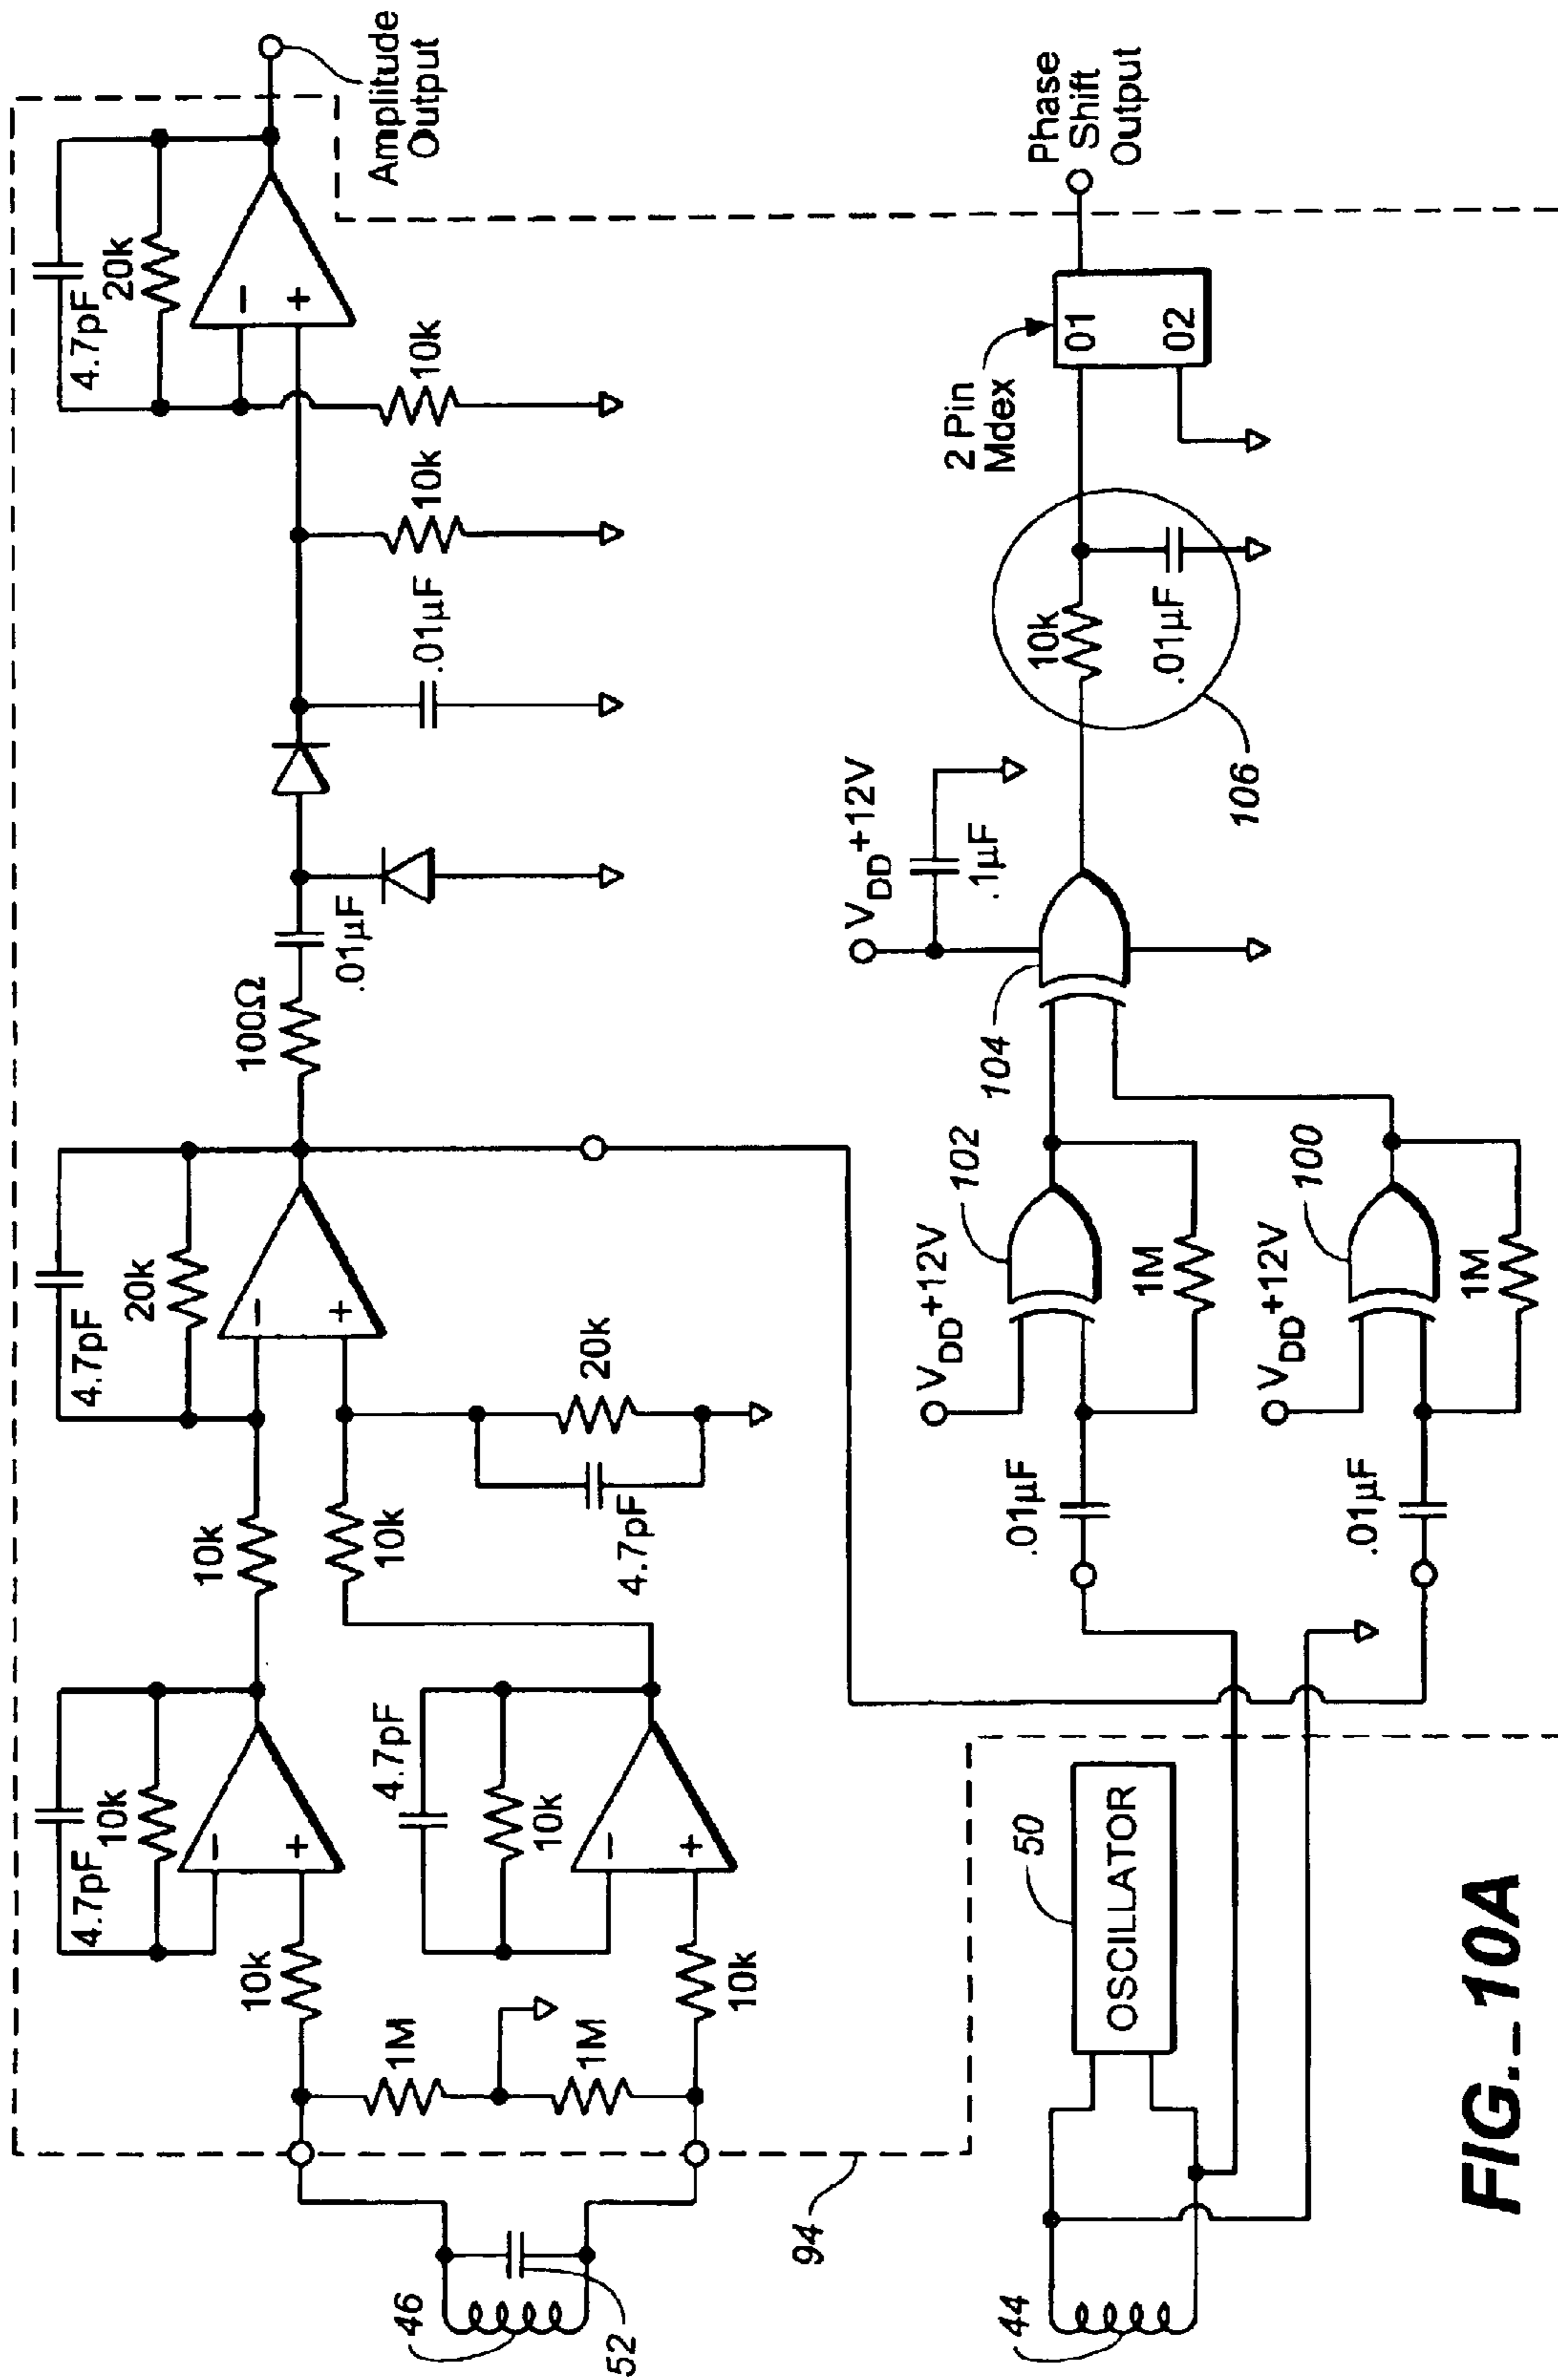 46
52
94
1M
1M
10k
10k
4.7pF
10k
−
+
4.7pF
10k
−
+
10k
10k
4.7pF
20k
4.7pF
20k
−
+
100Ω
.01µF
.01µF
10k
10k
4.7pF
20k
−
+
Amplitude
Output
44
50
OSCILLATOR
.01µF
.01µF
VDD+12V
102
1M
VDD+12V
100
1M
104
VDD+12V
.1µF
10k
.01µF
106
2 Pin
Mdex
01
02
Phase
Shift
Output
FIG._10A